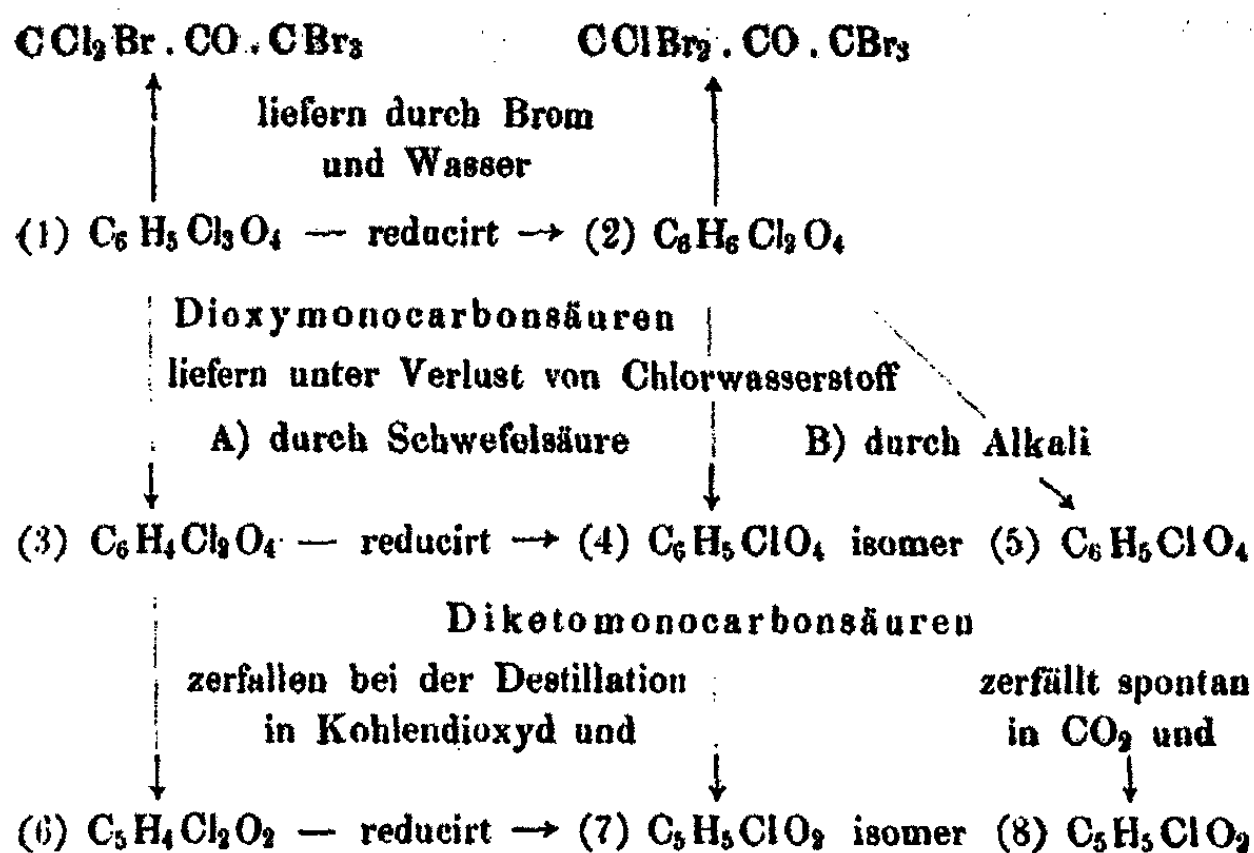 CCl₂Br . CO . CBr₃ CClBr₂ . CO . CBr₃
liefern durch Brom
und Wasser
(1) C₆H₅Cl₃O₄ — reducirt → (2) C₆H₆Cl₂O₄
Dioxymonocarbonsäuren
liefern unter Verlust von Chlorwasserstoff
A) durch Schwefelsäure B) durch Alkali
(3) C₆H₄Cl₂O₄ — reducirt → (4) C₆H₅ClO₄ isomer (5) C₆H₅ClO₄
Diketomonocarbonsäuren
zerfallen bei der Destillation zerfällt spontan
in Kohlendioxyd und in CO₂ und
(6) C₅H₄Cl₂O₂ — reducirt → (7) C₅H₅ClO₂ isomer (8) C₅H₅ClO₂